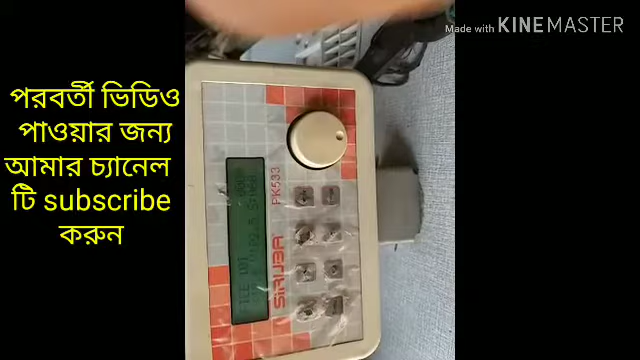 Made with KINEMASTER
পরবর্তী ভিডিও
পাওয়ার জন্য
আমার চ্যানেল
টি subscribe
করুন
SiRUBA
PK533